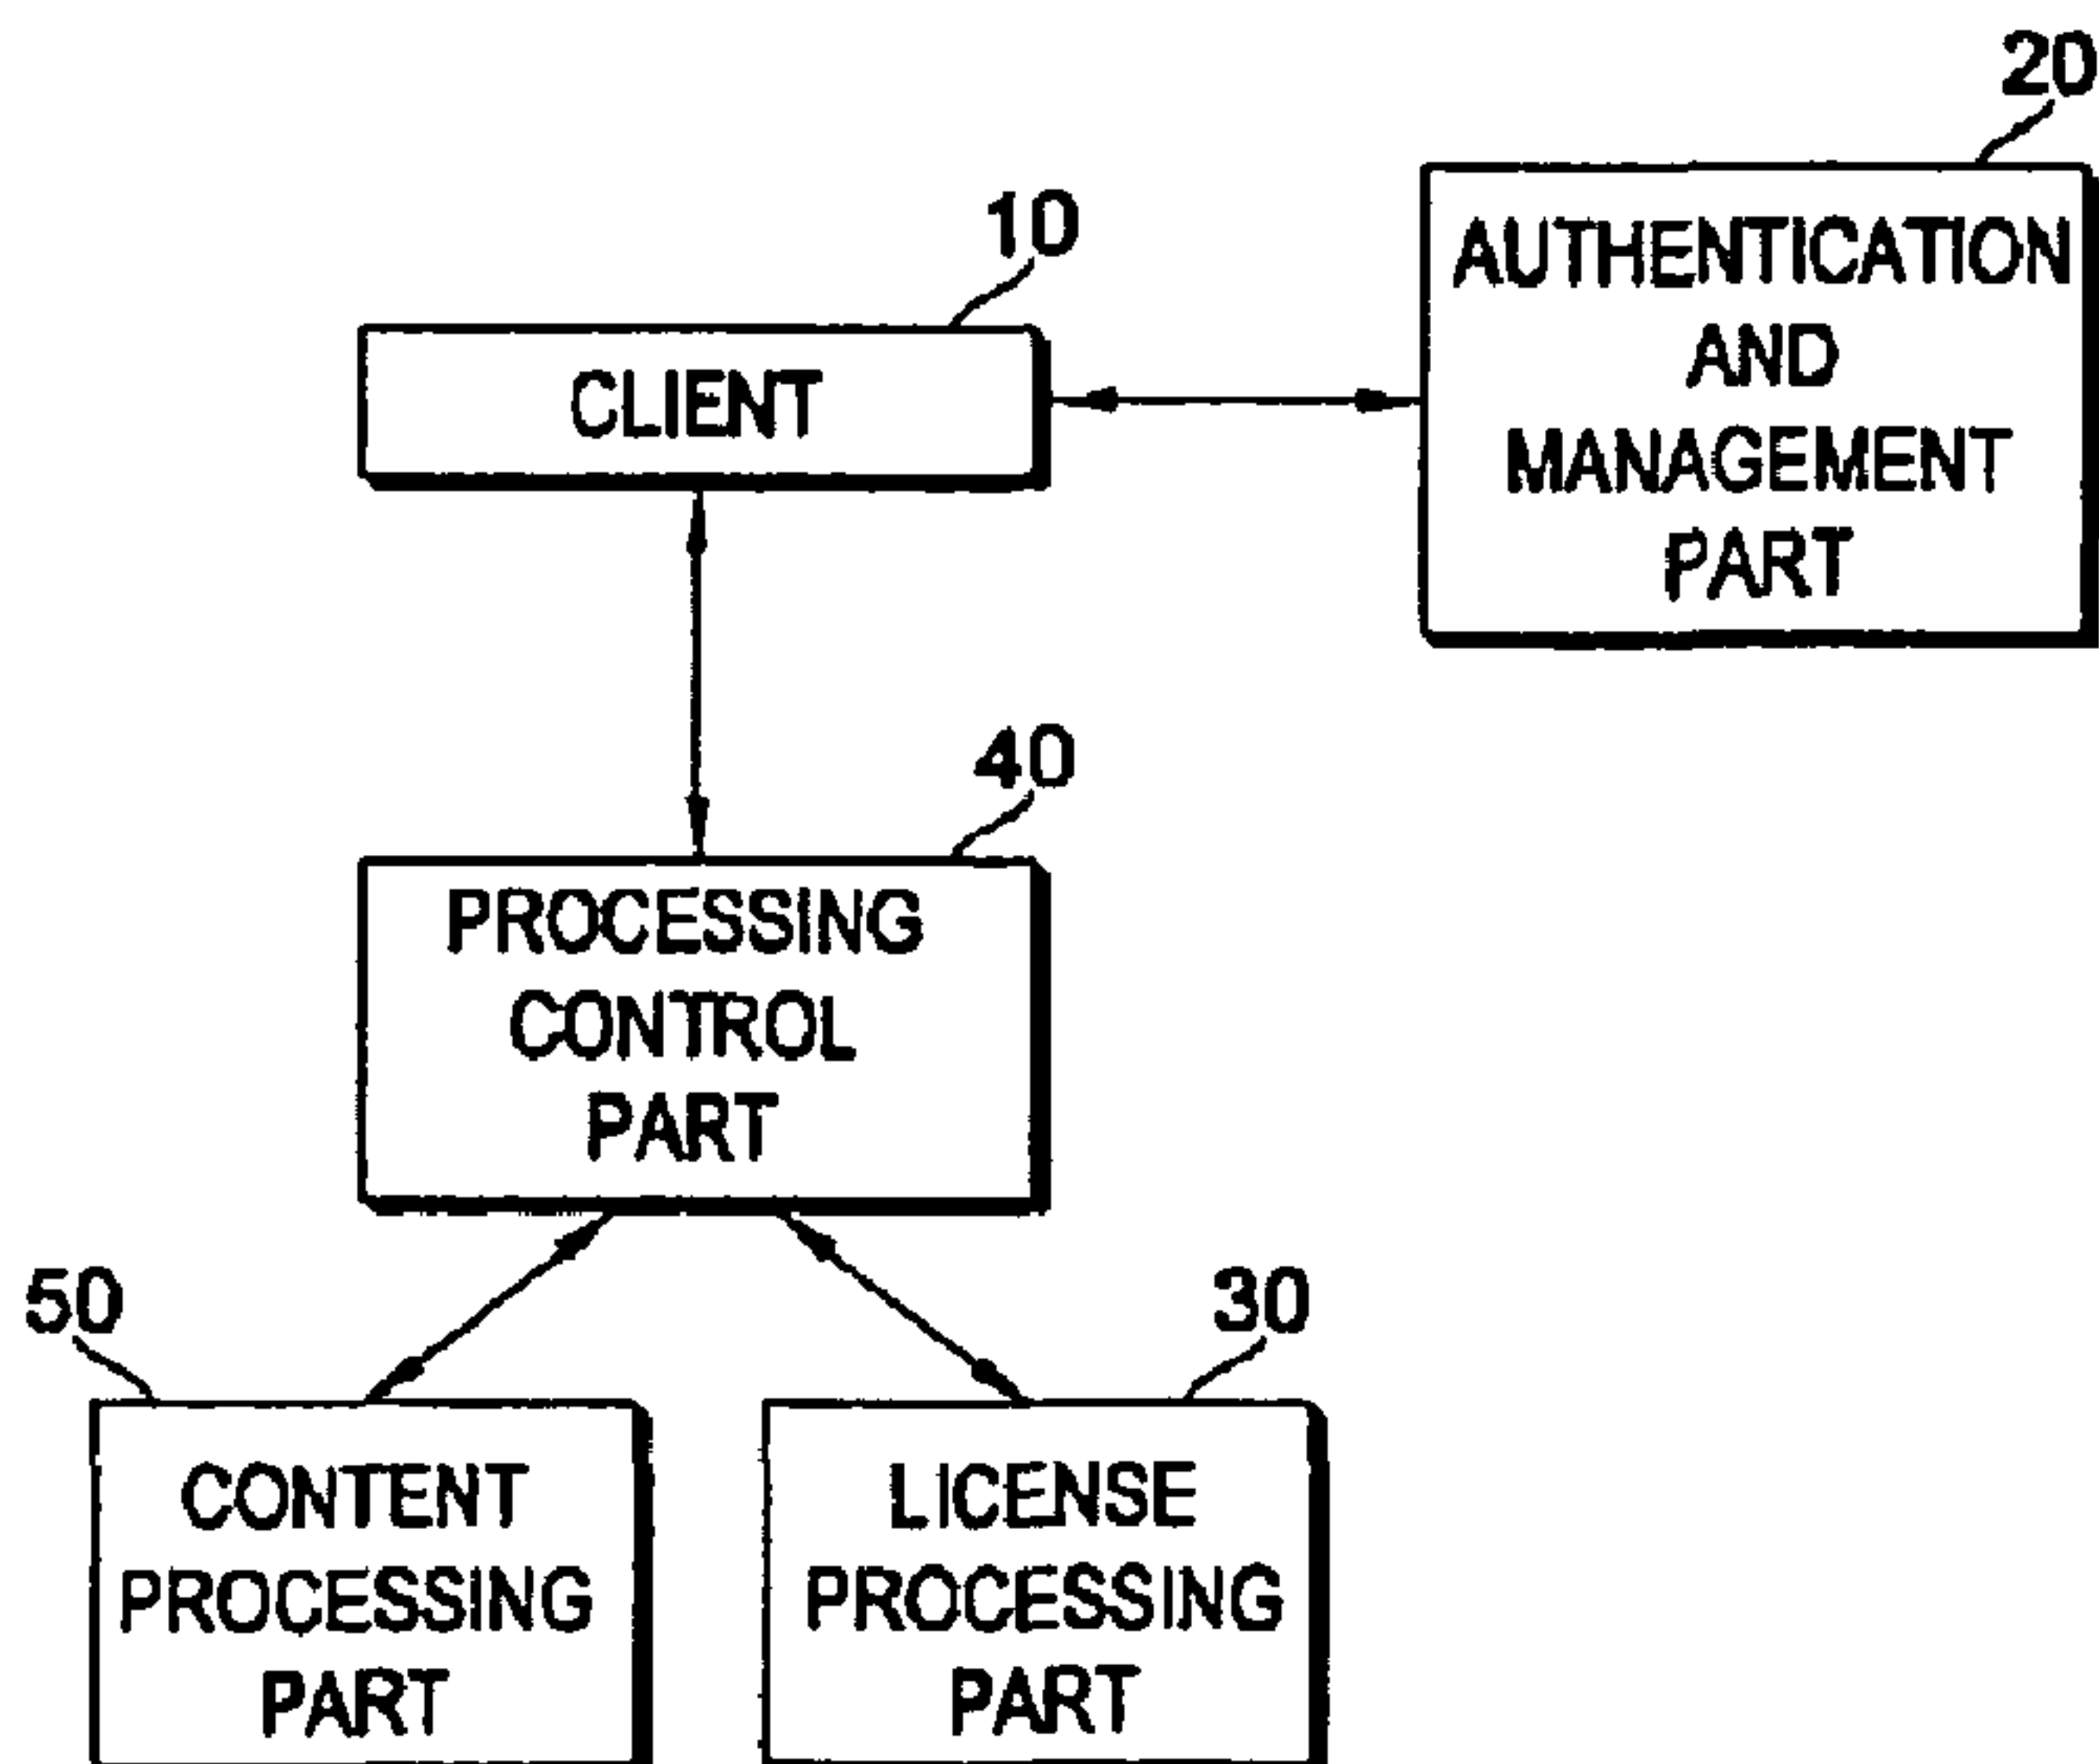 20
10
AUTHENTICATION
AND
MANAGEMENT
PART
CLIENT
40
PROCESSING
CONTROL
PART
50
30
CONTENT
PROCESSING
PART
LICENSE
PROCESSING
PART